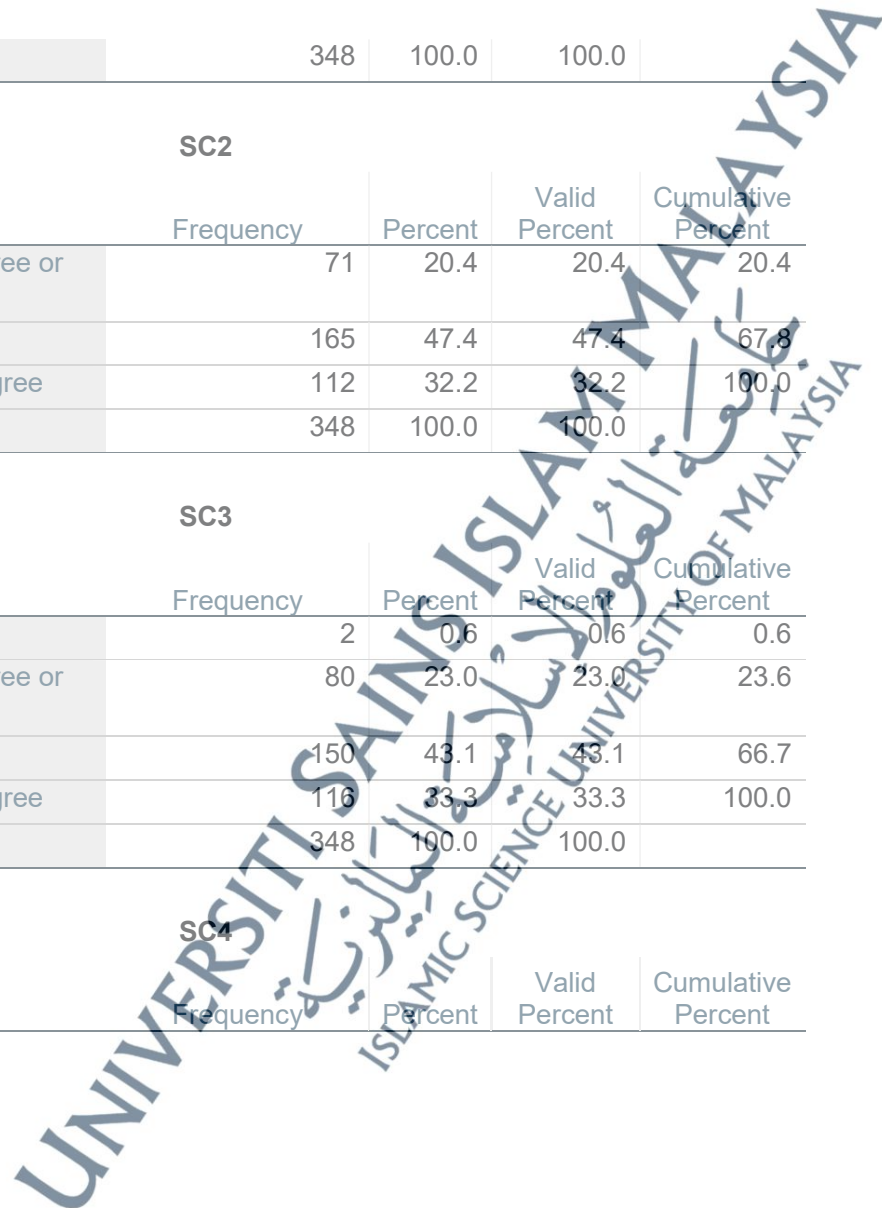 348 100.0 100.0
SC2
Frequency Percent Valid Percent Cumulative Percent
ee or 71 20.4 20.4 20.4
165 47.4 47.4 67.8
gree 112 32.2 32.2 100.0
348 100.0 100.0
SC3
Frequency Percent Valid Percent Cumulative Percent
2 0.6 0.6 0.6
ee or 80 23.0 23.0 23.6
150 43.1 43.1 66.7
gree 116 33.3 33.3 100.0
348 100.0 100.0
SC4
Frequency Percent Valid Percent Cumulative Percent
UNIVERSITI SAINS ISLAM MALAYSIA
جامعة العلوم الإسلامية الماليزية
ISLAMIC SCIENCE UNIVERSITY OF MALAYSIA